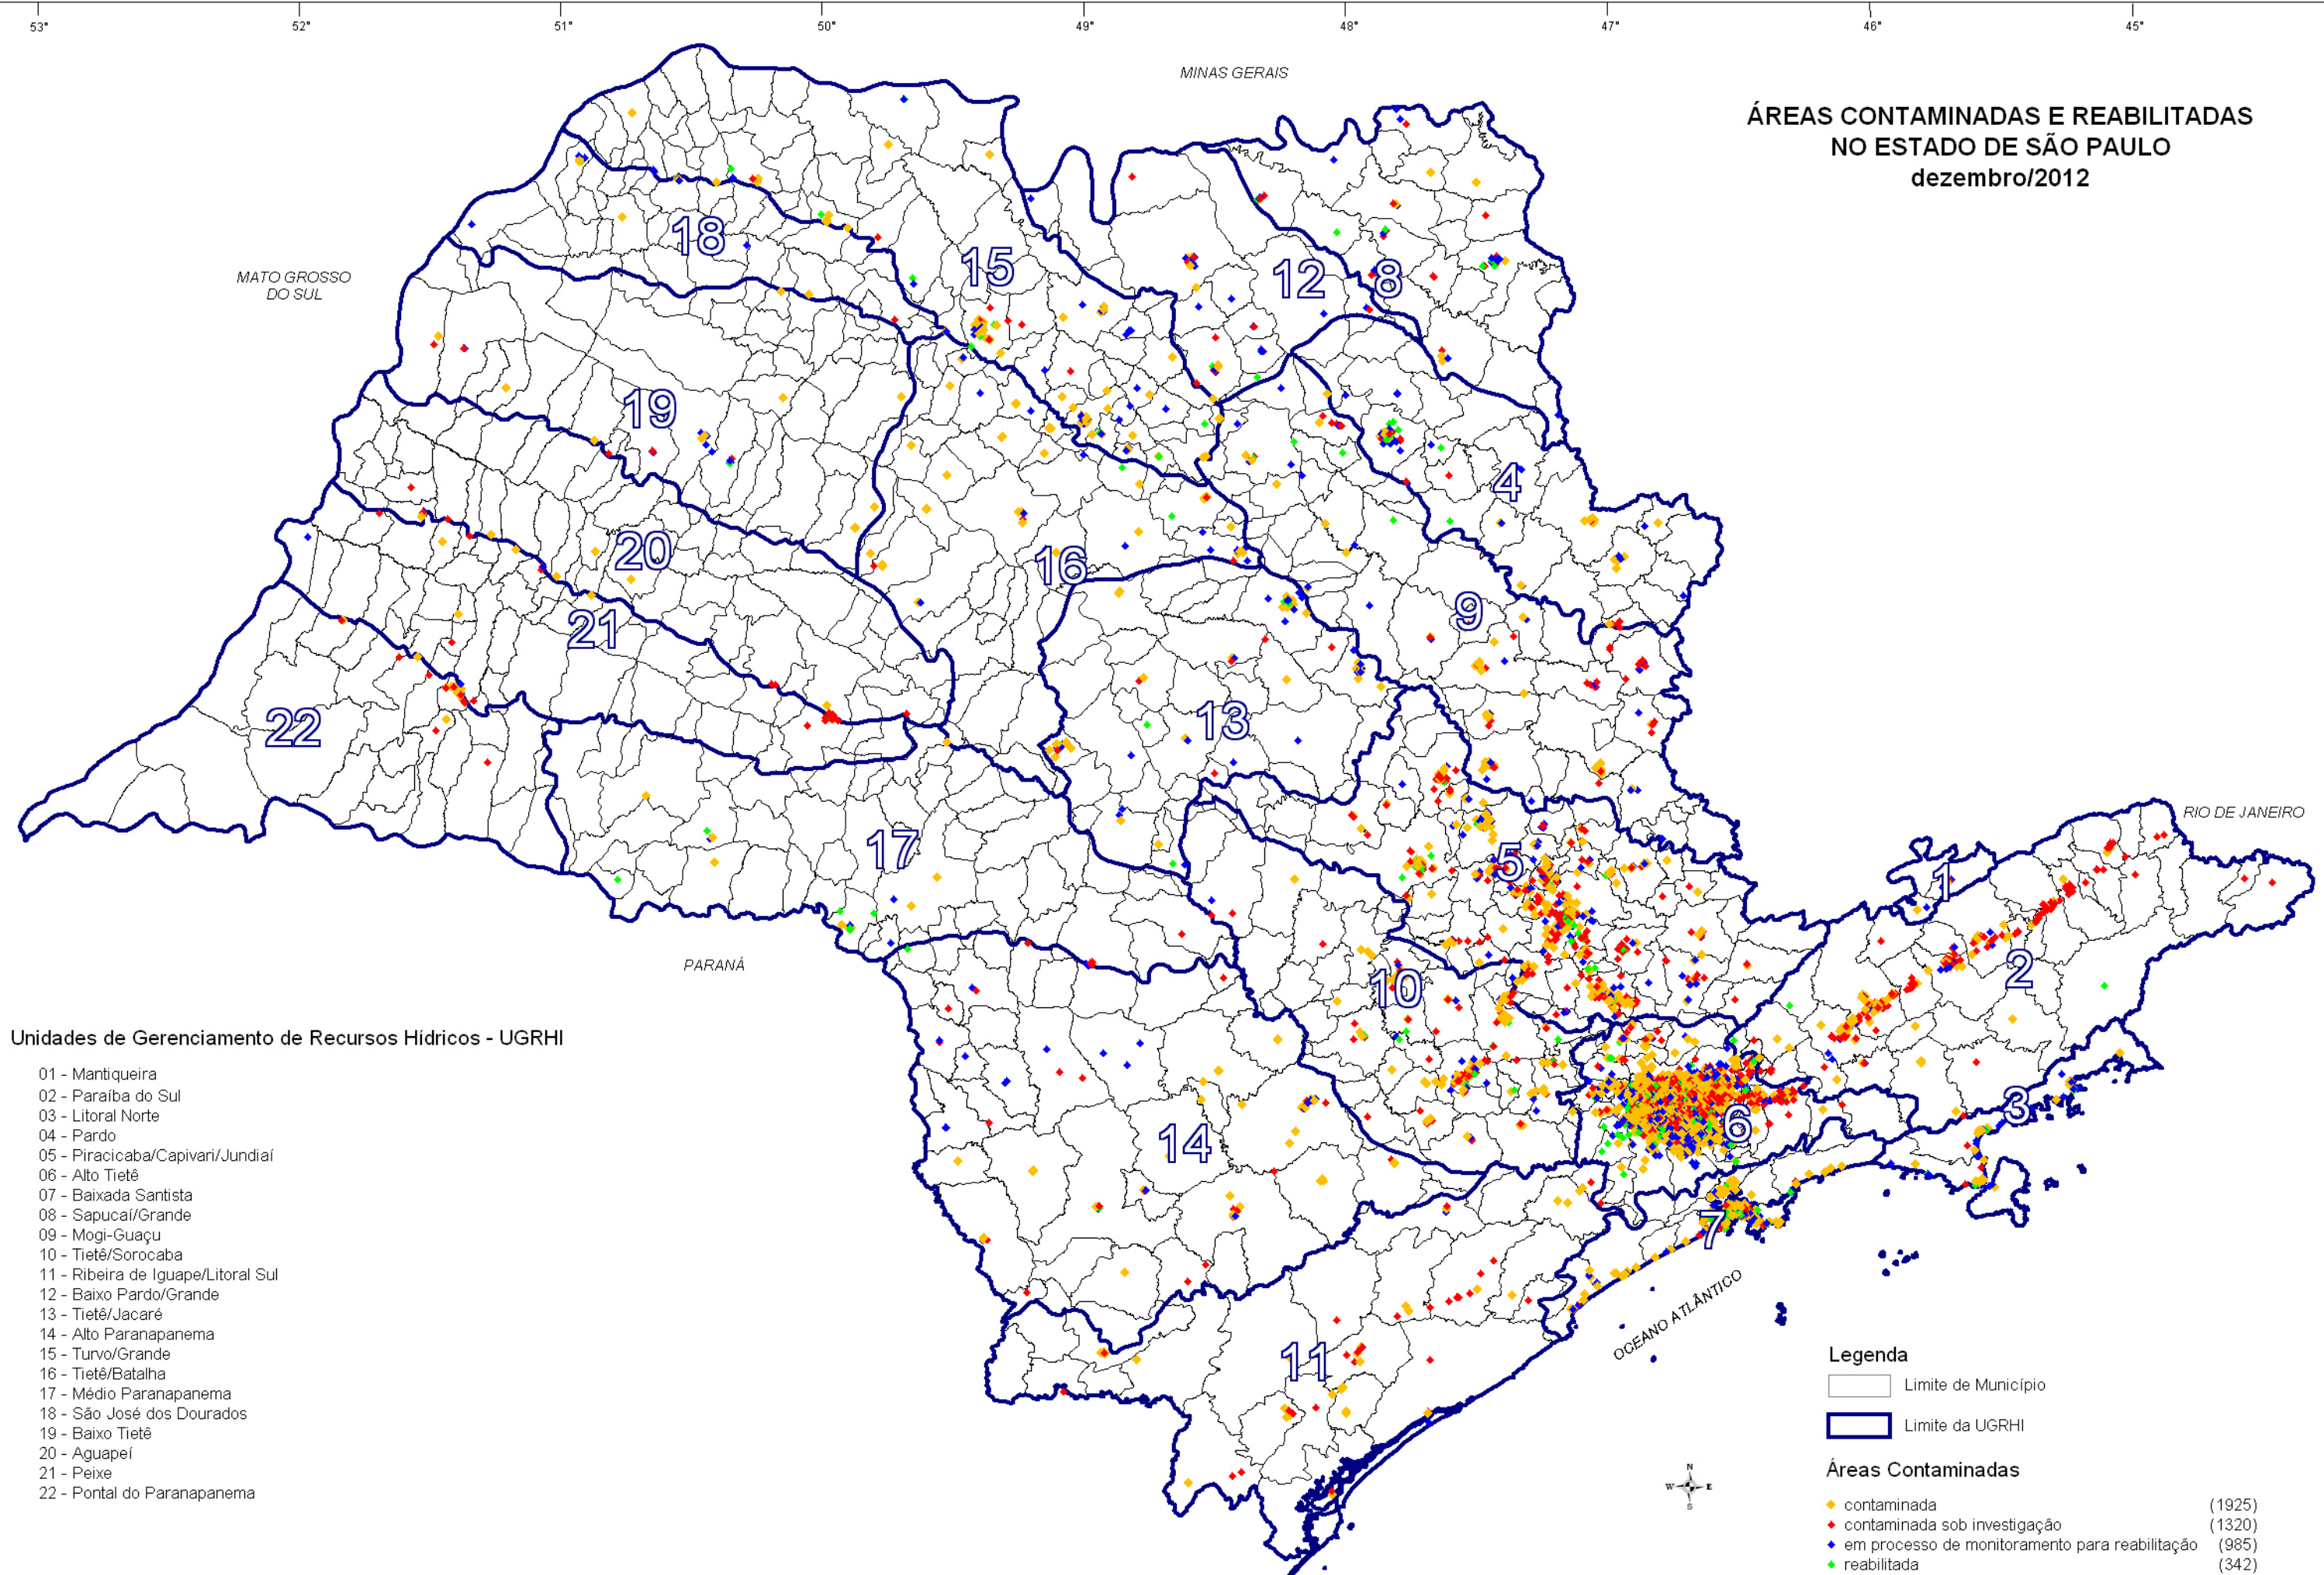 53° 52° 51° 50° 49° 48° 47° 46° 45°
MINAS GERAIS
ÁREAS CONTAMINADAS E REABILITADAS
NO ESTADO DE SÃO PAULO
dezembro/2012
MATO GROSSO
DO SUL
18
15
12
8
19
4
20
16
9
21
22
13
RIO DE JANEIRO
17
5
1
PARANÁ
10
2
6
3
14
7
11
OCEANO ATLÂNTICO
Unidades de Gerenciamento de Recursos Hídricos - UGRHI
01 - Mantiqueira
02 - Paraíba do Sul
03 - Litoral Norte
04 - Pardo
05 - Piracicaba/Capivari/Jundiaí
06 - Alto Tietê
07 - Baixada Santista
08 - Sapucaí/Grande
09 - Mogi-Guaçu
10 - Tietê/Sorocaba
11 - Ribeira de Iguape/Litoral Sul
12 - Baixo Pardo/Grande
13 - Tietê/Jacaré
14 - Alto Paranapanema
15 - Turvo/Grande
16 - Tietê/Batalha
17 - Médio Paranapanema
18 - São José dos Dourados
19 - Baixo Tietê
20 - Aguapeí
21 - Peixe
22 - Pontal do Paranapanema
Legenda
Limite de Município
Limite da UGRHI
N
W E
S
Áreas Contaminadas
contaminada (1925)
contaminada sob investigação (1320)
em processo de monitoramento para reabilitação (985)
reabilitada (342)